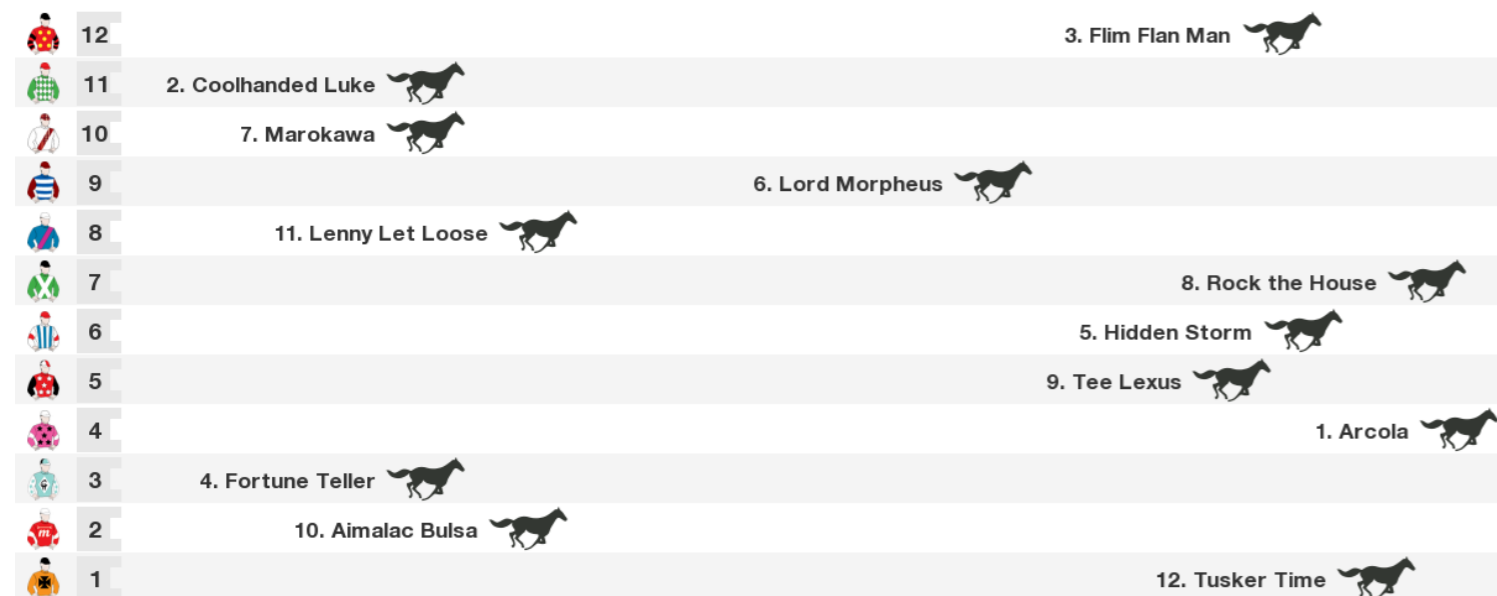 12 3. Flim Flan Man
11 2. Coolhanded Luke
10 7. Marokawa
9 6. Lord Morpheus
8 11. Lenny Let Loose
7 8. Rock the House
6 5. Hidden Storm
5 9. Tee Lexus
4 1. Arcola
3 4. Fortune Teller
m 2 10. Aimalac Bulsa
1 12. Tusker Time